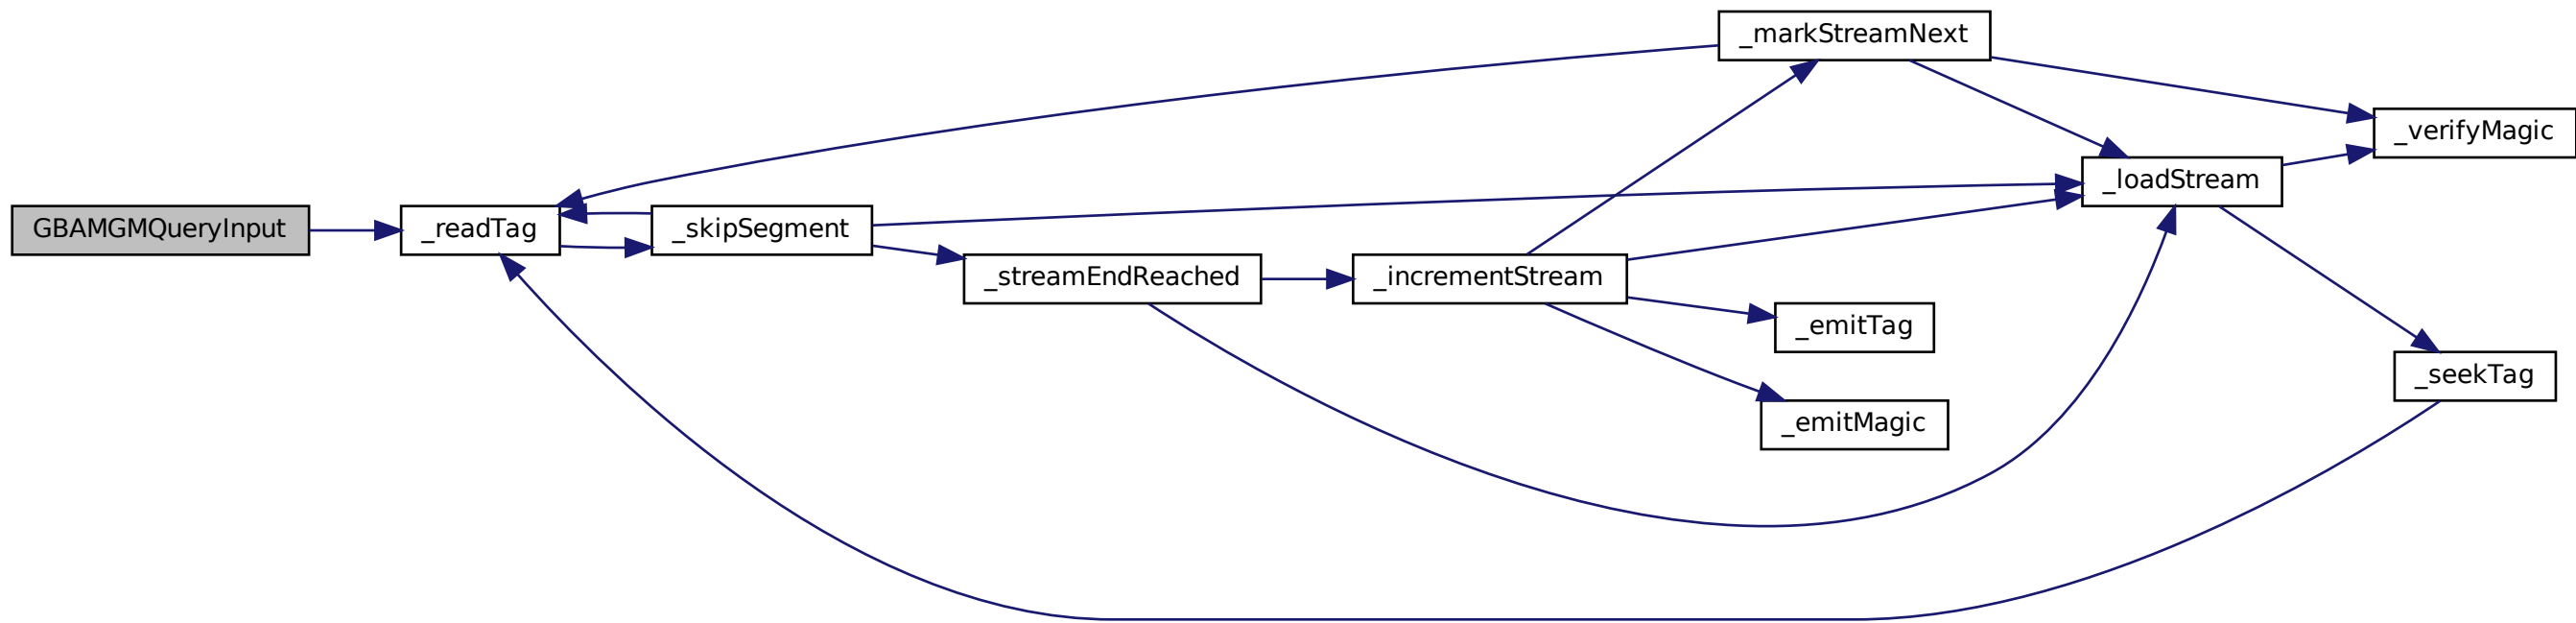 _markStreamNext
_verifyMagic
_loadStream
GBAMGMQueryInput
_readTag
_skipSegment
_streamEndReached
_incrementStream
_emitTag
_seekTag
_emitMagic